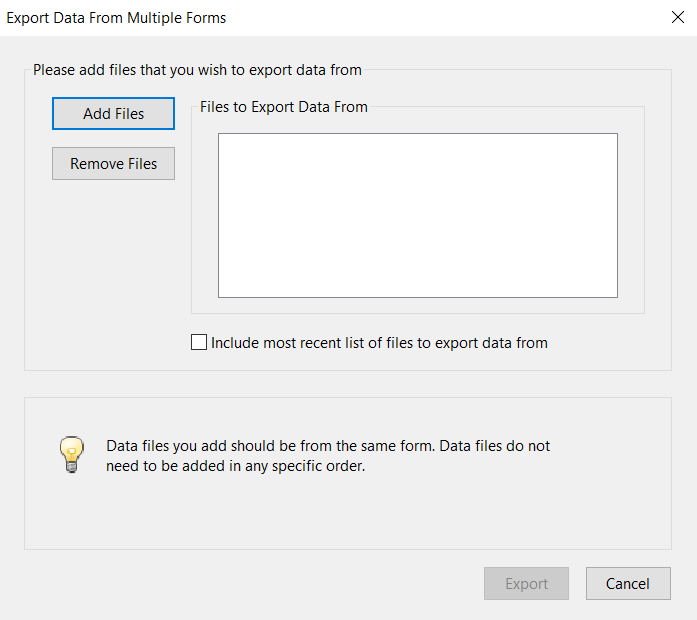 Export Data From Multiple Forms
Please add files that you wish to export data from
Add Files
Files to Export Data From
Remove Files
Include most recent list of files to export data from
Data files you add should be from the same form. Data files do not
need to be added in any specific order.
Export
Cancel